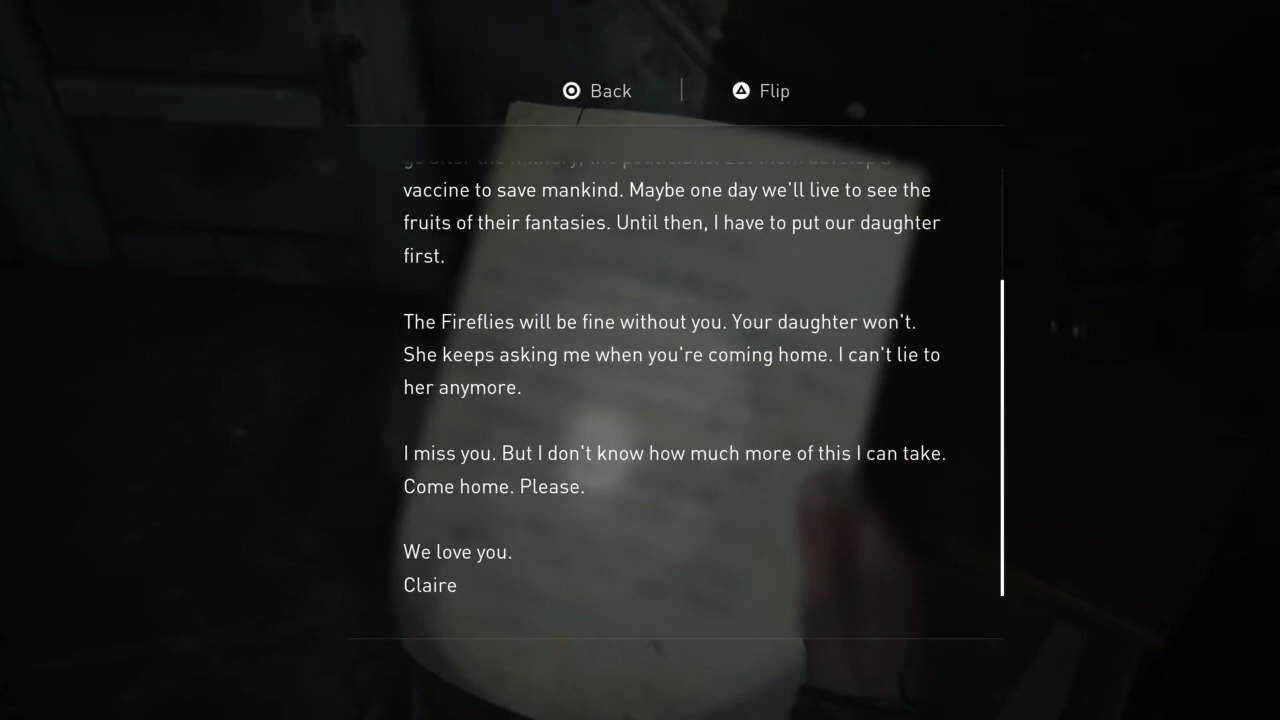 Back
Flip
vaccine to save mankind. Maybe one day we'll live to see the
fruits of their fantasies. Until then, I have to put our daughter
first.
The Fireflies will be fine without you. Your daughter won't.
She keeps asking me when you're coming home. I can't lie to
her anymore.
I miss you. But I don't know how much more of this I can take.
Come home. Please.
We love you.
Claire